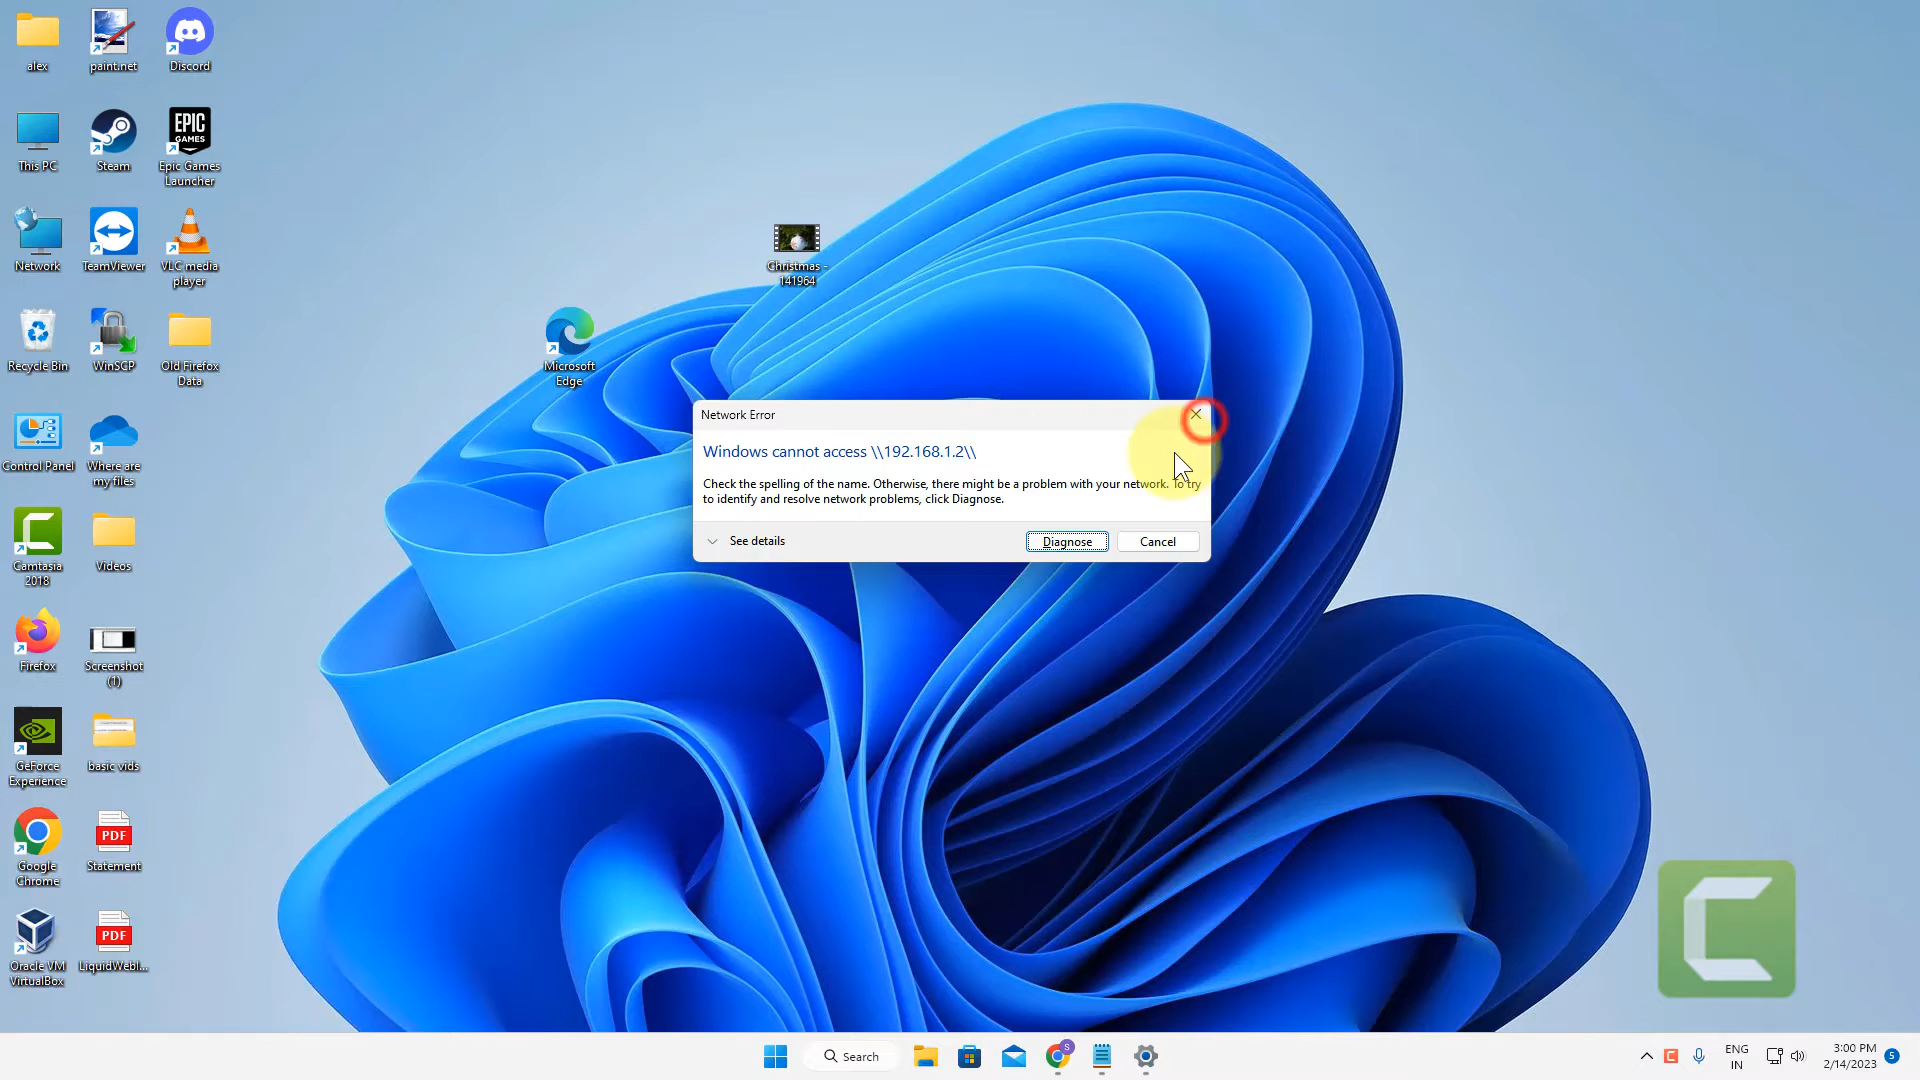 alex
paint.net
Discord
This PC
Steam
EPIC
GAMES
Epic Games
Launcher
Network
TeamViewer
VLC media
player
Christmas -
141964
Recycle Bin
WinSCP
Old Firefox
Data
Microsoft
Edge
Control Panel
Where are
my files
Network Error
Windows cannot access \\192.168.1.2\\
Check the spelling of the name. Otherwise, there might be a problem with your network. To try
to identify and resolve network problems, click Diagnose.
See details
Diagnose
Cancel
Camtasia
2018
Videos
Firefox
Screenshot
(1)
GeForce
Experience
basic vids
Google
Chrome
PDF
Statement
Oracle VM
VirtualBox
PDF
LiquidWebl...
C
Search
S
C
ENG
IN
3:00 PM
2/14/2023
5